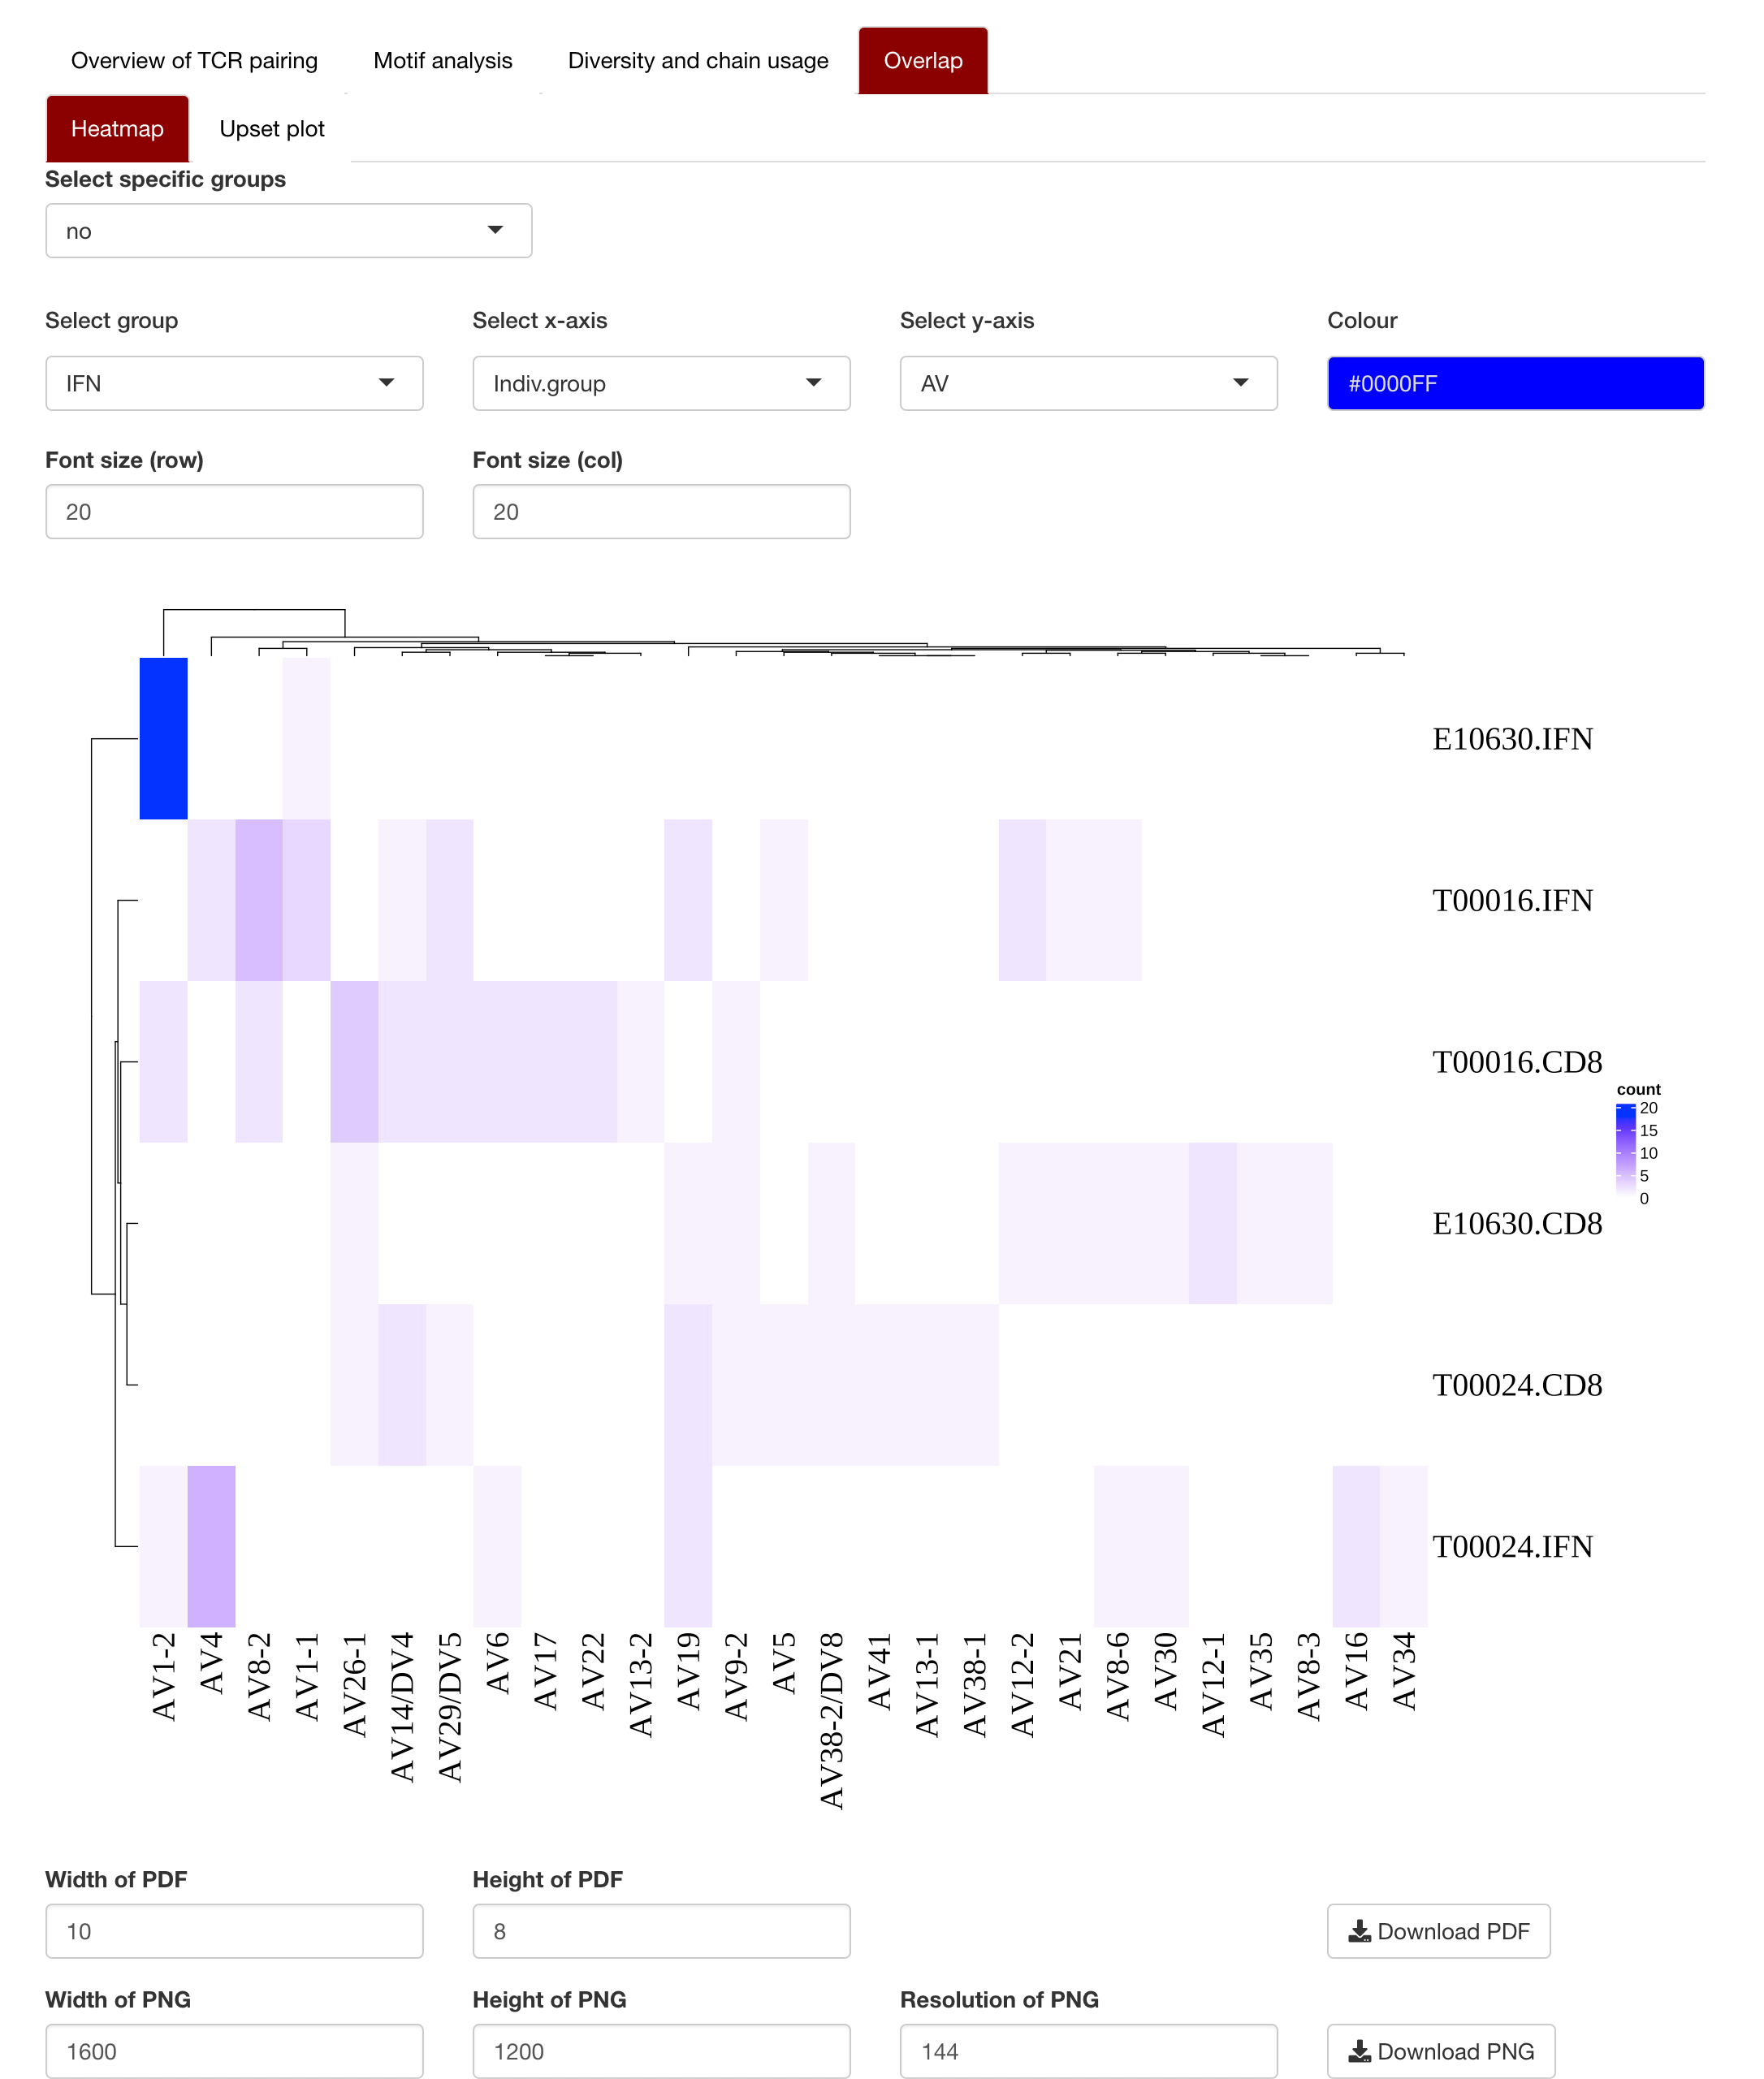 Overview of TCR pairing Motif analysis Diversity and chain usage Overlap
Heatmap Upset plot
Select specific groups
no
Select group Select x-axis Select y-axis Colour
IFN Indiv.group AV #0000FF
Font size (row) Font size (col)
20 20
E10630.IFN
T00016.IFN
T00016.CD8
count
20
15
10
5
0
E10630.CD8
T00024.CD8
T00024.IFN
AV1-2
AV4
AV8-2
AV1-1
AV26-1
AV14/DV4
AV29/DV5
AV6
AV17
AV22
AV13-2
AV19
AV9-2
AV5
AV38-2/DV8
AV41
AV13-1
AV38-1
AV12-2
AV21
AV8-6
AV30
AV12-1
AV35
AV8-3
AV16
AV34
Width of PDF Height of PDF
10 8 Download PDF
Width of PNG Height of PNG Resolution of PNG
1600 1200 144 Download PNG